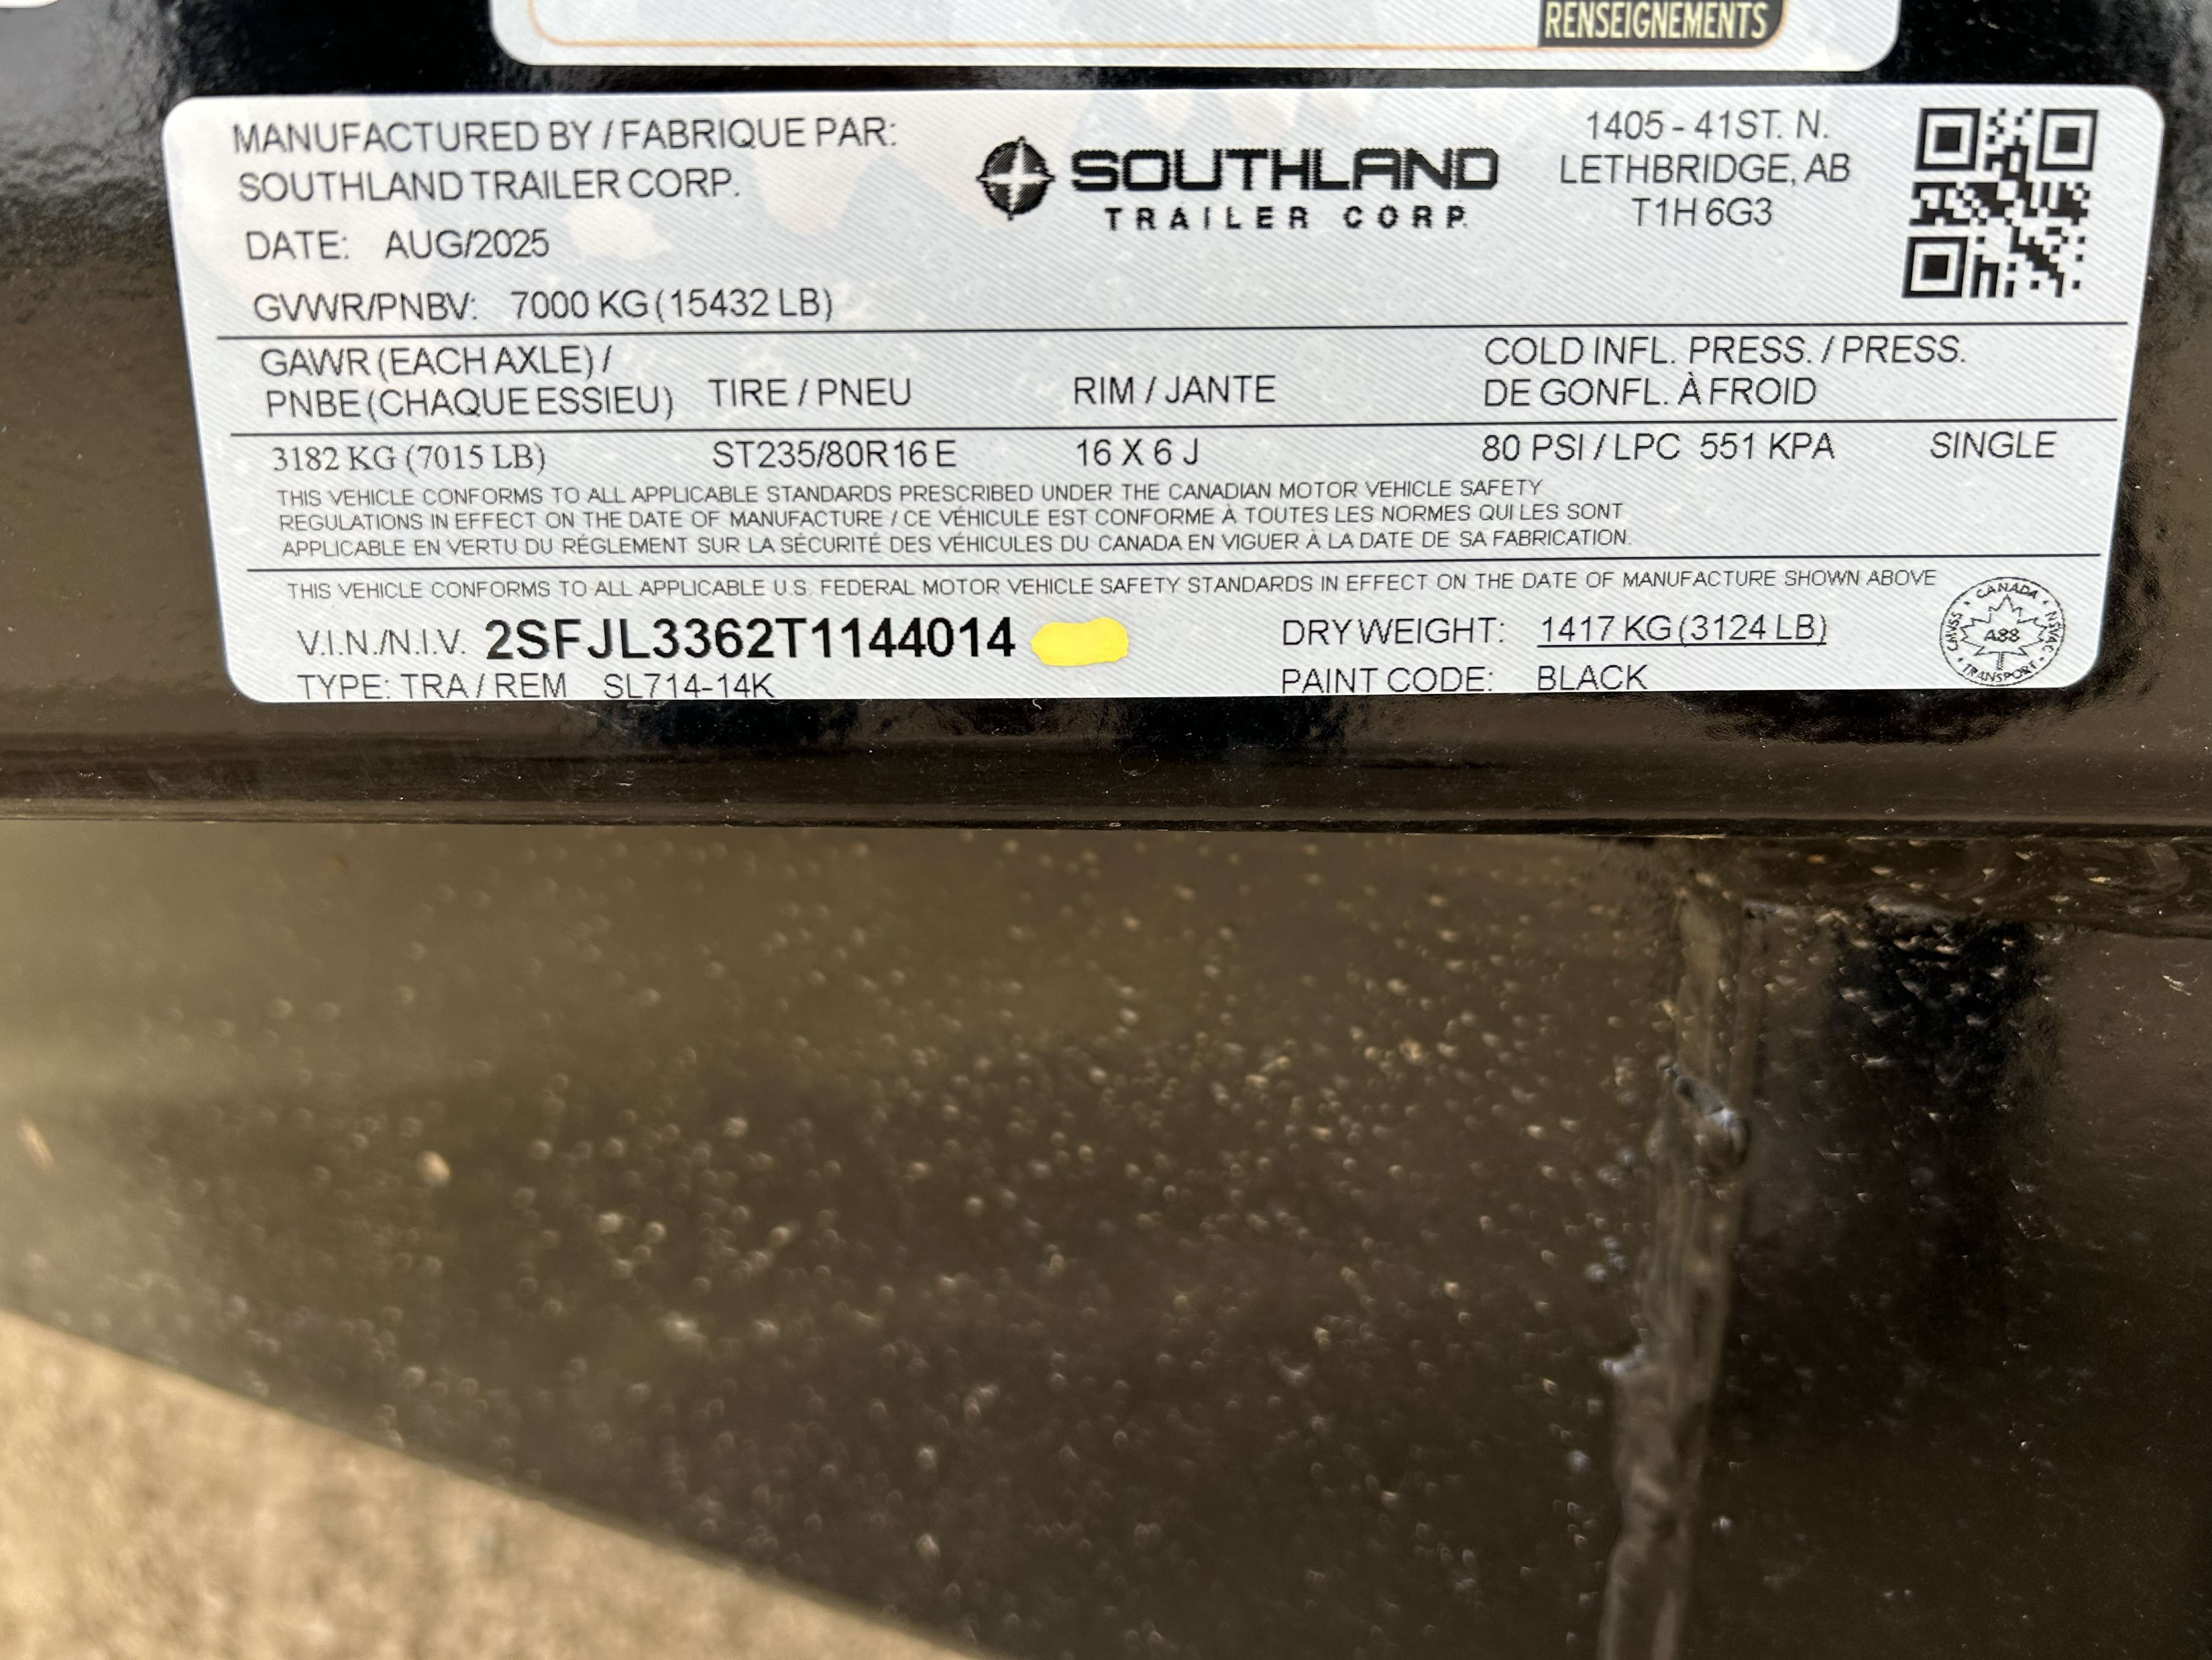 RENSEIGNEMENTS
MANUFACTURED BY / FABRIQUE PAR:
SOUTHLAND TRAILER CORP.
DATE: AUG/2025
GVWR/PNBV: 7000 KG (15432 LB)
SOUTHLAND
TRAILER CORP.
1405 - 41ST. N.
LETHBRIDGE, AB
T1H 6G3
GAWR (EACH AXLE) /
PNBE (CHAQUE ESSIEU)
TIRE / PNEU
RIM / JANTE
COLD INFL. PRESS. / PRESS.
DE GONFL. À FROID
3182 KG (7015 LB) ST235/80R16 E 16 X 6 J 80 PSI / LPC 551 KPA SINGLE
THIS VEHICLE CONFORMS TO ALL APPLICABLE STANDARDS PRESCRIBED UNDER THE CANADIAN MOTOR VEHICLE SAFETY
REGULATIONS IN EFFECT ON THE DATE OF MANUFACTURE / CE VÉHICULE EST CONFORME À TOUTES LES NORMES QUI LES SONT
APPLICABLE EN VERTU DU RÉGLEMENT SUR LA SÉCURITÉ DES VÉHICULES DU CANADA EN VIGUER À LA DATE DE SA FABRICATION.
THIS VEHICLE CONFORMS TO ALL APPLICABLE U.S. FEDERAL MOTOR VEHICLE SAFETY STANDARDS IN EFFECT ON THE DATE OF MANUFACTURE SHOWN ABOVE
V.I.N./N.I.V. 2SFJL3362T1144014
DRY WEIGHT: 1417 KG (3124 LB)
TYPE: TRA / REM SL714-14K
PAINT CODE: BLACK
CANADA
CMVSS
NSVAC
A88
TRANSPORT